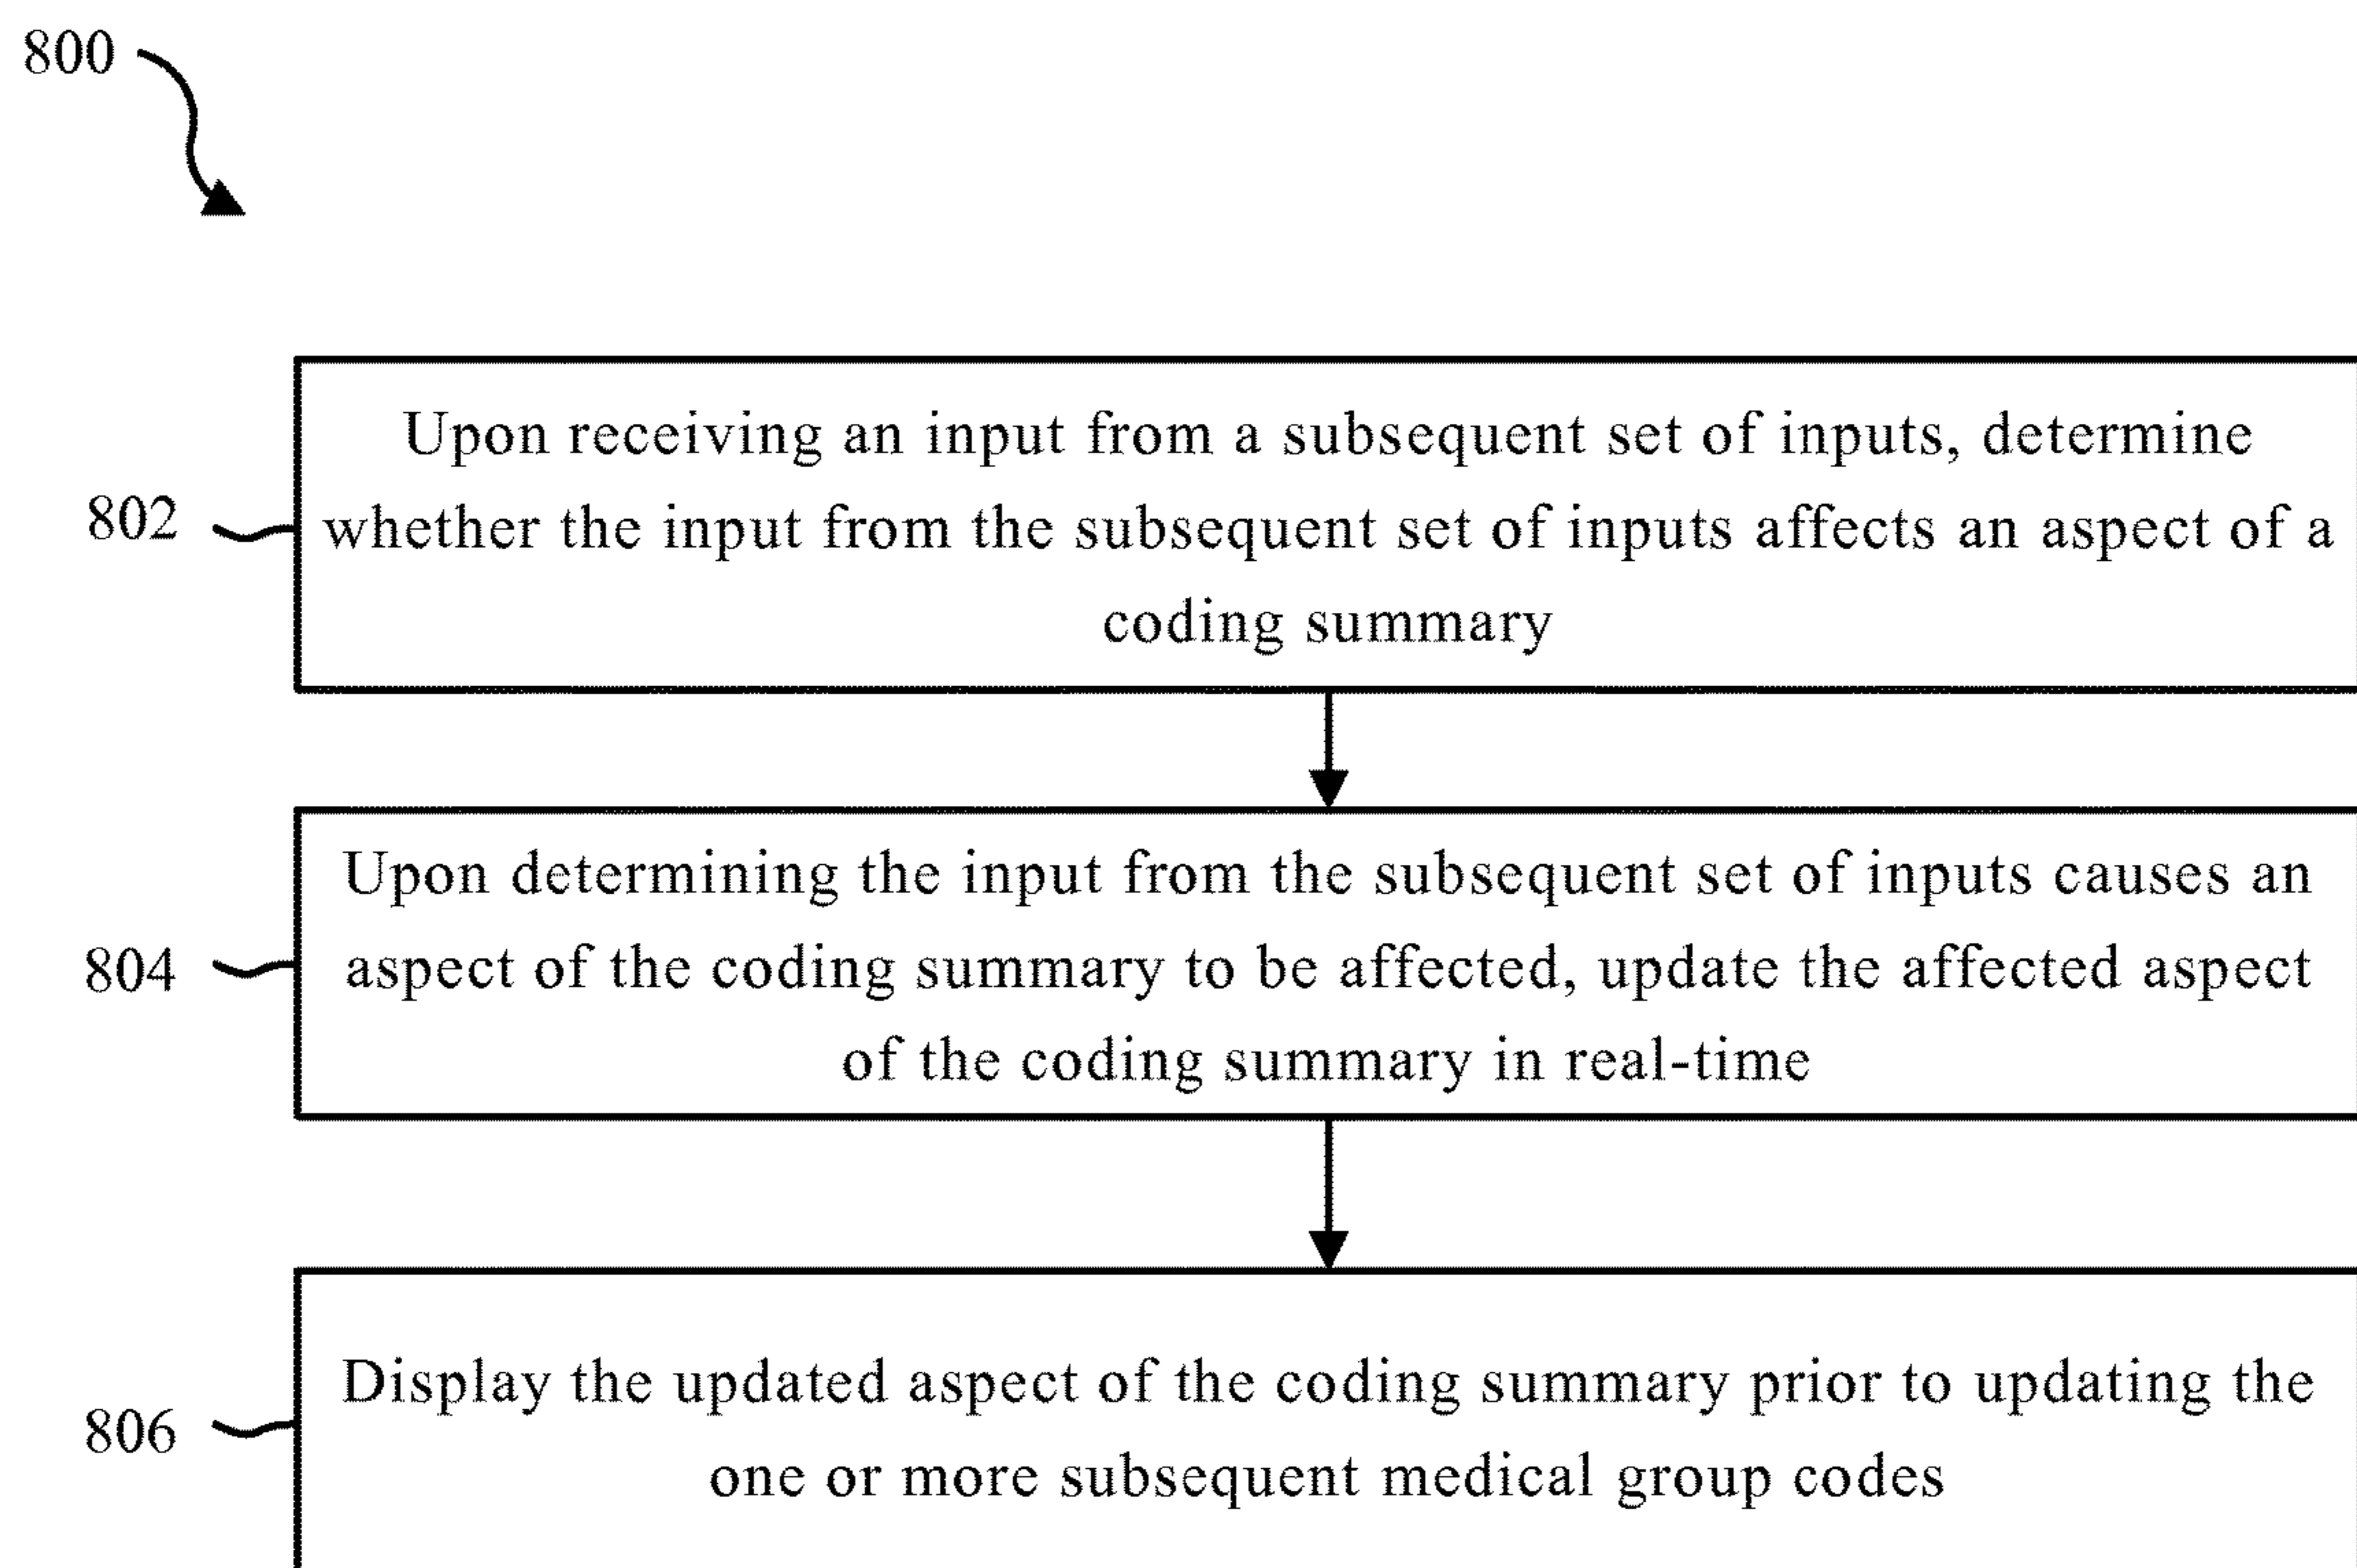 800
Upon receiving an input from a subsequent set of inputs, determine
802
whether the input from the subsequent set of inputs affects an aspect of a
coding summary
Upon determining the input from the subsequent set of inputs causes an
804
aspect of the coding summary to be affected, update the affected aspect
of the coding summary in real-time
Display the updated aspect of the coding summary prior to updating the
806
one or more subsequent medical group codes